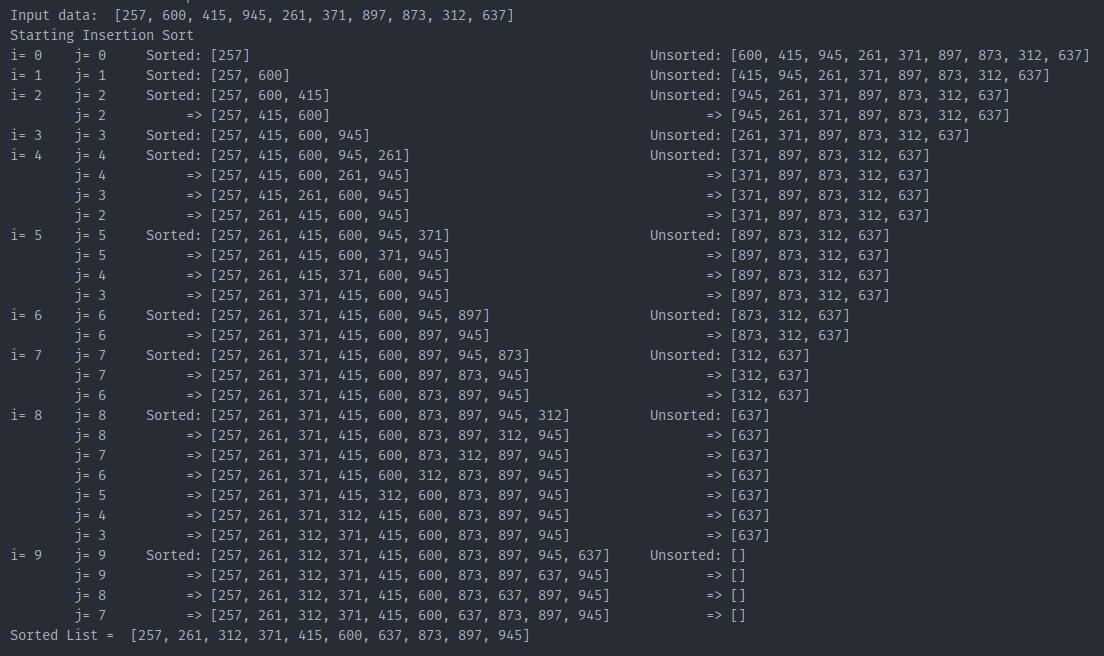 Input data:  [257, 600, 415, 945, 261, 371, 897, 873, 312, 637]
Starting Insertion Sort
i= 0    j= 0     Sorted: [257]                                                  Unsorted: [600, 415, 945, 261, 371, 897, 873, 312, 637]
i= 1    j= 1     Sorted: [257, 600]                                             Unsorted: [415, 945, 261, 371, 897, 873, 312, 637]
i= 2    j= 2     Sorted: [257, 600, 415]                                        Unsorted: [945, 261, 371, 897, 873, 312, 637]
        j= 2          => [257, 415, 600]                                               => [945, 261, 371, 897, 873, 312, 637]
i= 3    j= 3     Sorted: [257, 415, 600, 945]                                   Unsorted: [261, 371, 897, 873, 312, 637]
i= 4    j= 4     Sorted: [257, 415, 600, 945, 261]                              Unsorted: [371, 897, 873, 312, 637]
        j= 4          => [257, 415, 600, 261, 945]                                     => [371, 897, 873, 312, 637]
        j= 3          => [257, 415, 261, 600, 945]                                     => [371, 897, 873, 312, 637]
        j= 2          => [257, 261, 415, 600, 945]                                     => [371, 897, 873, 312, 637]
i= 5    j= 5     Sorted: [257, 261, 415, 600, 945, 371]                         Unsorted: [897, 873, 312, 637]
        j= 5          => [257, 261, 415, 600, 371, 945]                                => [897, 873, 312, 637]
        j= 4          => [257, 261, 415, 371, 600, 945]                                => [897, 873, 312, 637]
        j= 3          => [257, 261, 371, 415, 600, 945]                                => [897, 873, 312, 637]
i= 6    j= 6     Sorted: [257, 261, 371, 415, 600, 945, 897]                    Unsorted: [873, 312, 637]
        j= 6          => [257, 261, 371, 415, 600, 897, 945]                           => [873, 312, 637]
i= 7    j= 7     Sorted: [257, 261, 371, 415, 600, 897, 945, 873]               Unsorted: [312, 637]
        j= 7          => [257, 261, 371, 415, 600, 897, 873, 945]                      => [312, 637]
        j= 6          => [257, 261, 371, 415, 600, 873, 897, 945]                      => [312, 637]
i= 8    j= 8     Sorted: [257, 261, 371, 415, 600, 873, 897, 945, 312]          Unsorted: [637]
        j= 8          => [257, 261, 371, 415, 600, 873, 897, 312, 945]                 => [637]
        j= 7          => [257, 261, 371, 415, 600, 873, 312, 897, 945]                 => [637]
        j= 6          => [257, 261, 371, 415, 600, 312, 873, 897, 945]                 => [637]
        j= 5          => [257, 261, 371, 415, 312, 600, 873, 897, 945]                 => [637]
        j= 4          => [257, 261, 371, 312, 415, 600, 873, 897, 945]                 => [637]
        j= 3          => [257, 261, 312, 371, 415, 600, 873, 897, 945]                 => [637]
i= 9    j= 9     Sorted: [257, 261, 312, 371, 415, 600, 873, 897, 945, 637]     Unsorted: []
        j= 9          => [257, 261, 312, 371, 415, 600, 873, 897, 637, 945]            => []
        j= 8          => [257, 261, 312, 371, 415, 600, 873, 637, 897, 945]            => []
        j= 7          => [257, 261, 312, 371, 415, 600, 637, 873, 897, 945]            => []
Sorted List =  [257, 261, 312, 371, 415, 600, 637, 873, 897, 945]